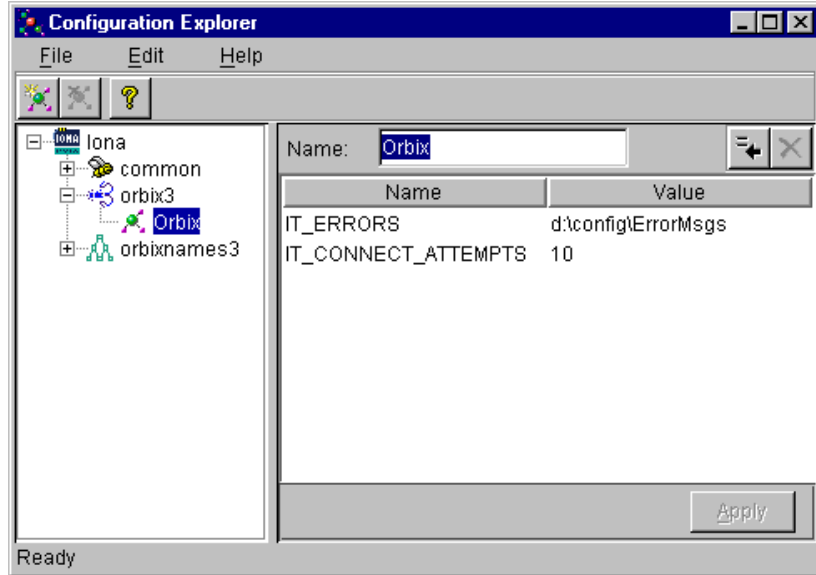 Configuration Explorer
File Edit Help
?
IONA
Iona
common
orbix3
Orbix
orbixnames3
Name: Orbix
Name Value
IT_ERRORS d:\config\ErrorMsgs
IT_CONNECT_ATTEMPTS 10
Apply
Ready